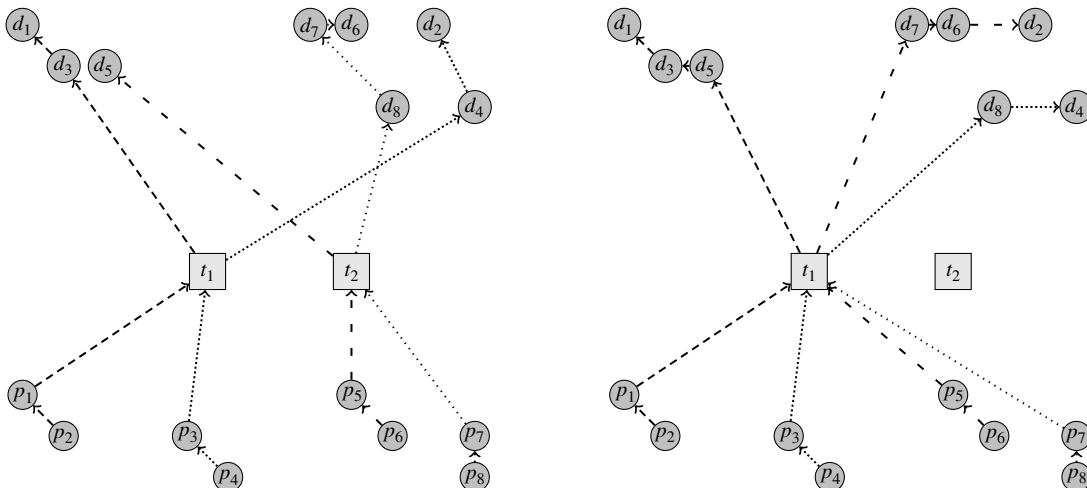 d₁ d₇ d₆ d₂ d₁ d₇ d₆ d₂
d₃ d₅ d₃ d₅
d₈ d₄ d₈ d₄
t₁ t₂ t₁ t₂
p₁ p₅ p₁ p₅
p₂ p₃ p₆ p₇ p₂ p₃ p₆ p₇
p₄ p₈ p₄ p₈